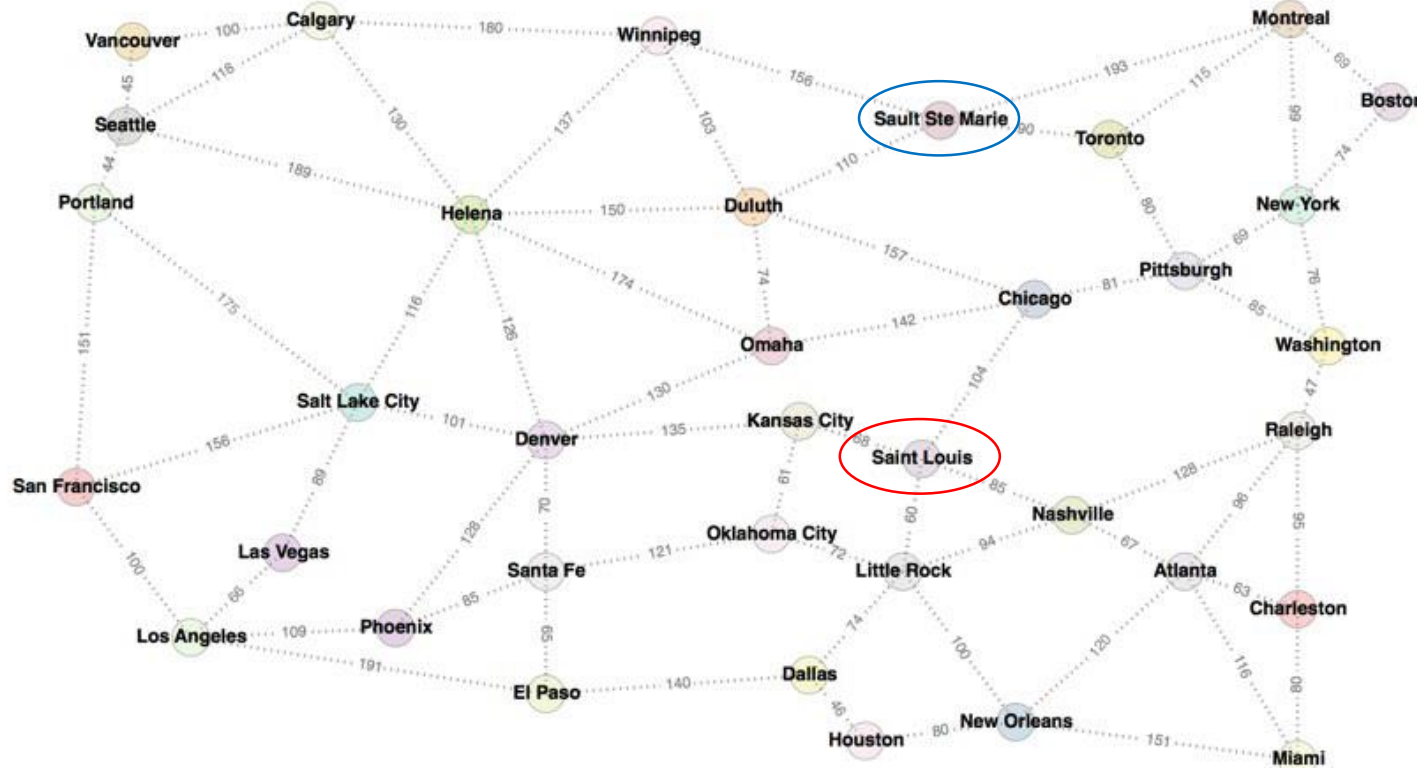 Calgary
Montreal
Vancouver
100
180
Winnipeg
118
45
156
193
115
69
Boston
Seattle
130
137
103
Sault Ste Marie
90
Toronto
66
44
189
110
74
Portland
Helena
150
Duluth
80
New York
69
157
Pittsburgh
76
174
74
Chicago
81
85
175
116
126
142
151
Omaha
Washington
130
104
47
Salt Lake City
101
Denver
135
Kansas City
68
Raleigh
156
Saint Louis
128
San Francisco
89
61
85
96
95
70
60
Nashville
128
Oklahoma City
94
67
Las Vegas
121
72
100
66
Santa Fe
Little Rock
Atlanta
63
85
Charleston
Los Angeles
109
Phoenix
65
74
100
120
191
116
80
El Paso
140
Dallas
46
New Orleans
Houston
80
151
Miami